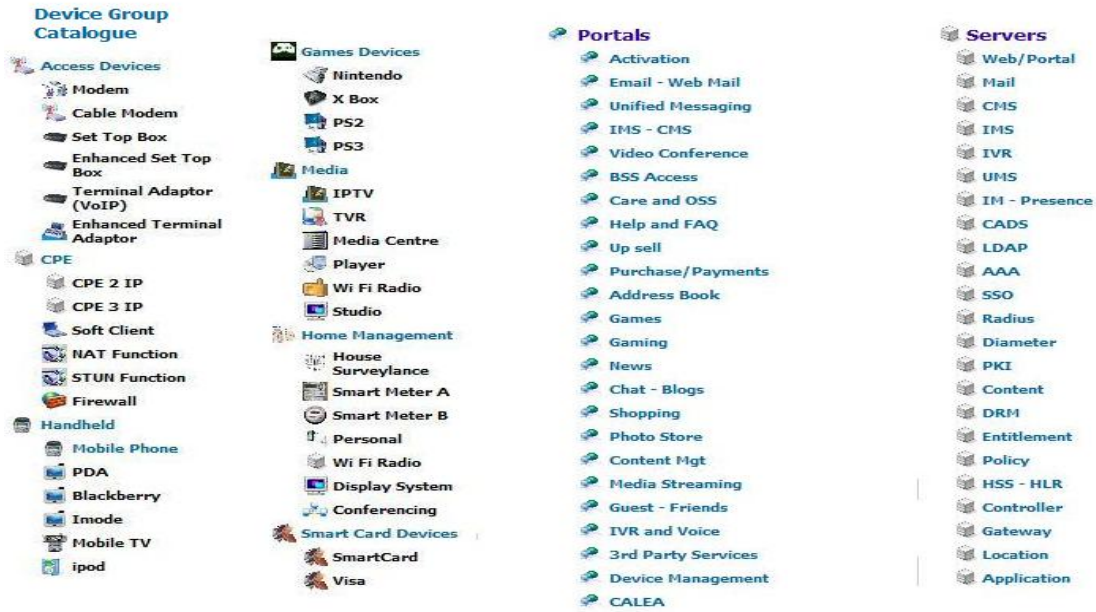 Device Group
Catalogue
Access Devices
Modem
Cable Modem
Set Top Box
Enhanced Set Top
Box
Terminal Adaptor
(VoIP)
Enhanced Terminal
Adaptor
CPE
CPE 2 IP
CPE 3 IP
Soft Client
NAT Function
STUN Function
Firewall
Handheld
Mobile Phone
PDA
Blackberry
Imode
Mobile TV
ipod
Games Devices
Nintendo
X Box
PS2
PS3
Media
IPTV
TVR
Media Centre
Player
Wi Fi Radio
Studio
Home Management
House
Surveylance
Smart Meter A
Smart Meter B
Personal
Wi Fi Radio
Display System
Conferencing
Smart Card Devices
SmartCard
Visa
Portals
Activation
Email - Web Mail
Unified Messaging
IMS - CMS
Video Conference
BSS Access
Care and OSS
Help and FAQ
Up sell
Purchase/Payments
Address Book
Games
Gaming
News
Chat - Blogs
Shopping
Photo Store
Content Mgt
Media Streaming
Guest - Friends
IVR and Voice
3rd Party Services
Device Management
CALEA
Servers
Web/Portal
Mail
CMS
IMS
IVR
UMS
IM - Presence
CADS
LDAP
AAA
SSO
Radius
Diameter
PKI
Content
DRM
Entitlement
Policy
HSS - HLR
Controller
Gateway
Location
Application